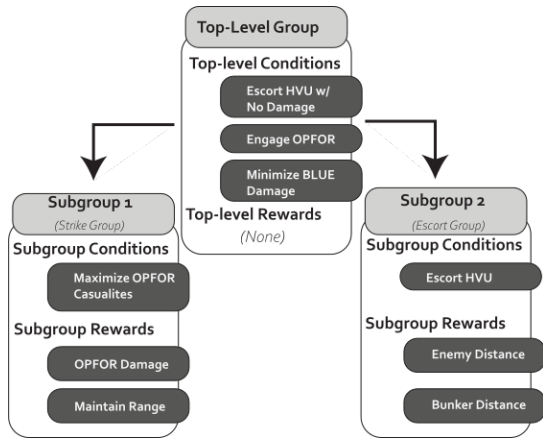 Top-Level Group
Top-level Conditions
Escort HVU w/
No Damage
Engage OPFOR
Minimize BLUE
Damage
Top-level Rewards
(None)
Subgroup 1
(Strike Group)
Subgroup Conditions
Maximize OPFOR
Casualites
Subgroup Rewards
OPFOR Damage
Maintain Range
Subgroup 2
(Escort Group)
Subgroup Conditions
Escort HVU
Subgroup Rewards
Enemy Distance
Bunker Distance